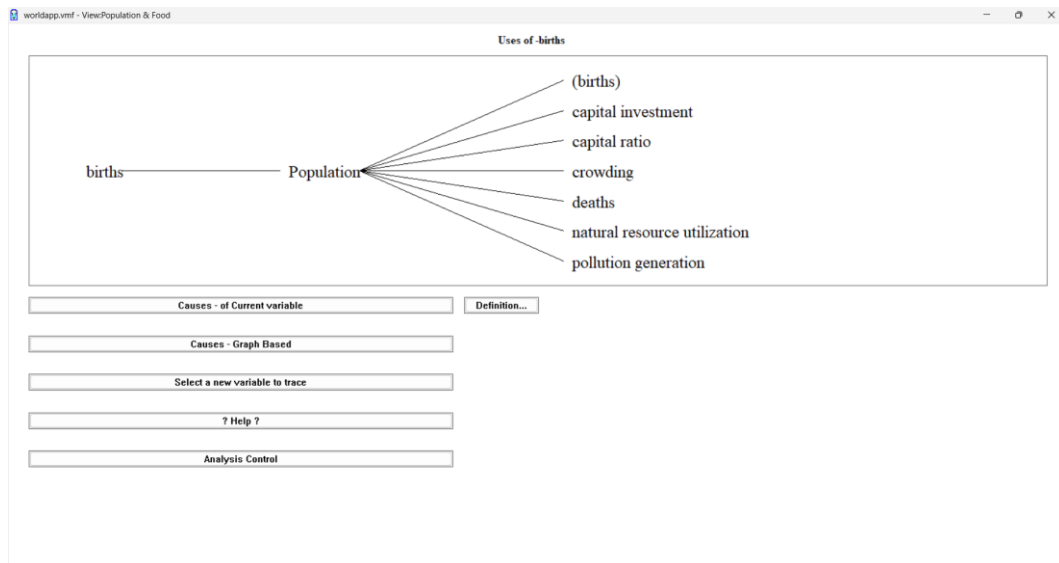 worldapp.vmf - View:Population & Food
Uses of -births
(births)
capital investment
capital ratio
births Population crowding
deaths
natural resource utilization
pollution generation
Causes - of Current variable Definition...
Causes - Graph Based
Select a new variable to trace
? Help ?
Analysis Control